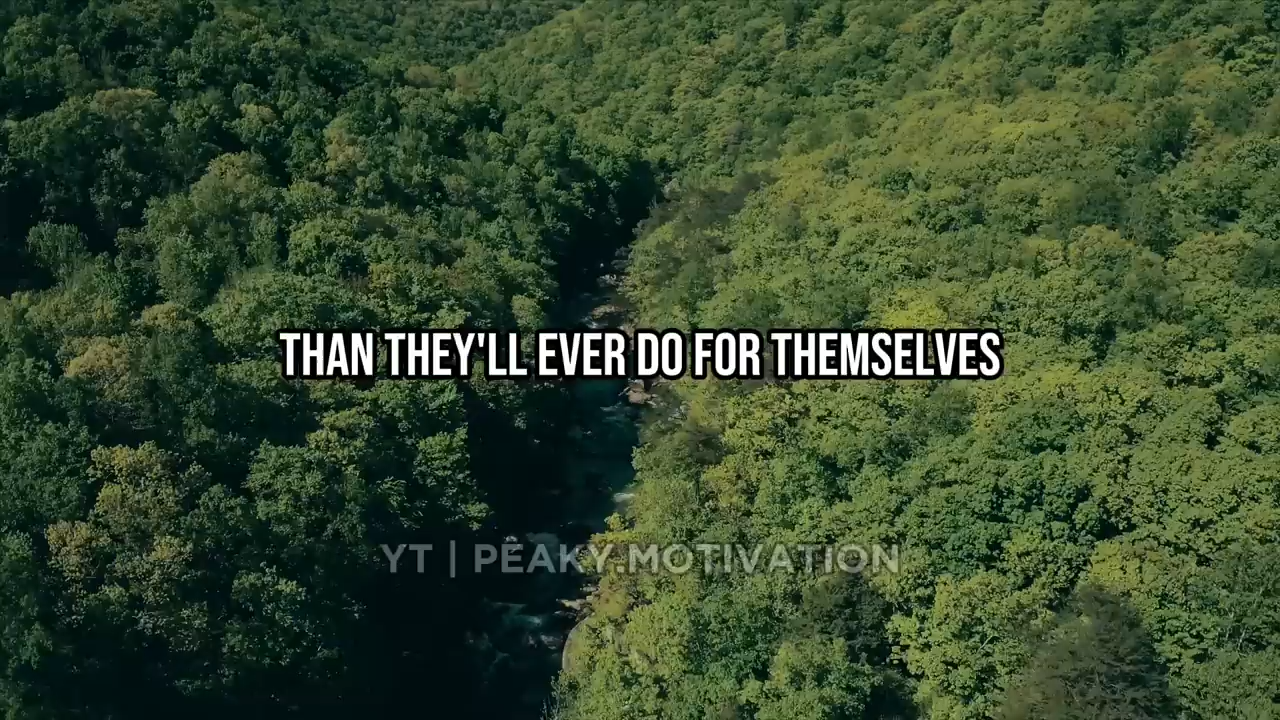 THAN THEY'LL EVER DO FOR THEMSELVES
YT | PEAKY.MOTIVATION